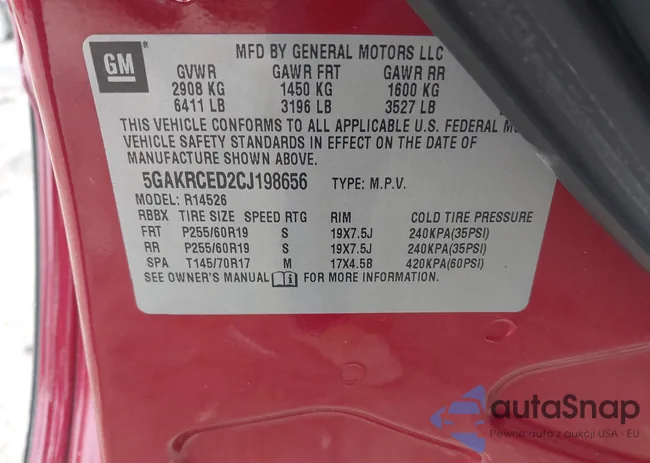 GM
MFD BY GENERAL MOTORS LLC
GVWR GAWR FRT GAWR RR
2908 KG 1450 KG 1600 KG
6411 LB 3196 LB 3527 LB
THIS VEHICLE CONFORMS TO ALL APPLICABLE U.S. FEDERAL
VEHICLE SAFETY STANDARDS IN EFFECT ON THE DATE OF
MANUFACTURE SHOWN ABOVE.
5GAKRCED2CJ198656 TYPE: M.P.V.
MODEL: R14526
RBBX TIRE SIZE SPEED RTG RIM COLD TIRE PRESSURE
FRT P255/60R19 S 19X7.5J 240KPA(35PSI)
RR P255/60R19 S 19X7.5J 240KPA(35PSI)
SPA T145/70R17 M 17X4.5B 420KPA(60PSI)
SEE OWNER'S MANUAL i FOR MORE INFORMATION.
autoSnap
Pewne auta z aukcji USA i EU